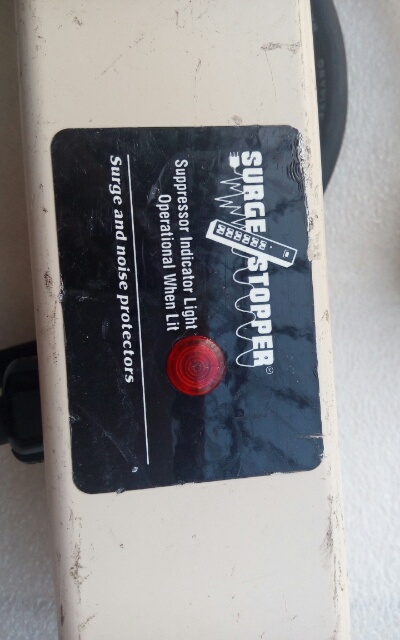 SURGE STOPPER®
Suppressor Indicator Light
Operational When Lit
Surge and noise protectors